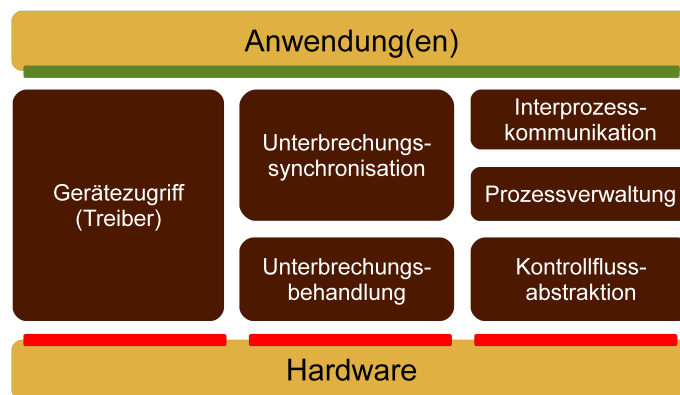 Anwendung(en)
Gerätezugriff
(Treiber)
Unterbrechungs-
synchronisation
Unterbrechungs-
behandlung
Interprozess-
kommunikation
Prozessverwaltung
Kontrollfluss-
abstraktion
Hardware